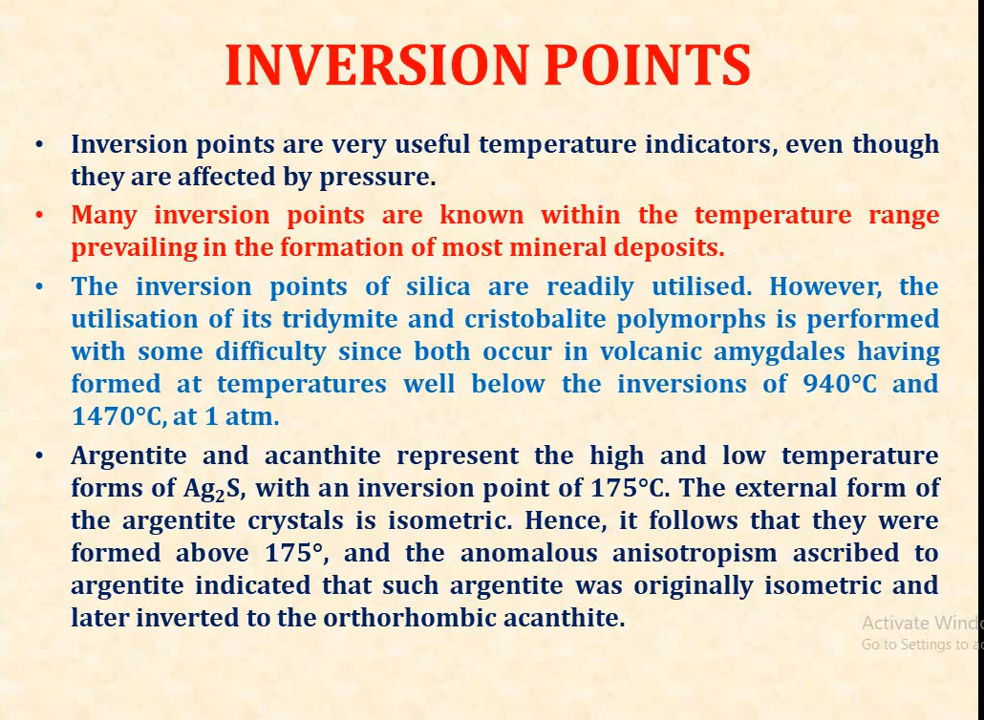 INVERSION POINTS
• Inversion points are very useful temperature indicators, even though
they are affected by pressure.
• Many inversion points are known within the temperature range
prevailing in the formation of most mineral deposits.
• The inversion points of silica are readily utilised. However, the
utilisation of its tridymite and cristobalite polymorphs is performed
with some difficulty since both occur in volcanic amygdales having
formed at temperatures well below the inversions of 940°C and
1470°C, at 1 atm.
• Argentite and acanthite represent the high and low temperature
forms of Ag₂S, with an inversion point of 175°C. The external form of
the argentite crystals is isometric. Hence, it follows that they were
formed above 175°, and the anomalous anisotropism ascribed to
argentite indicated that such argentite was originally isometric and
later inverted to the orthorhombic acanthite.
Activate Windo
Go to Settings to a